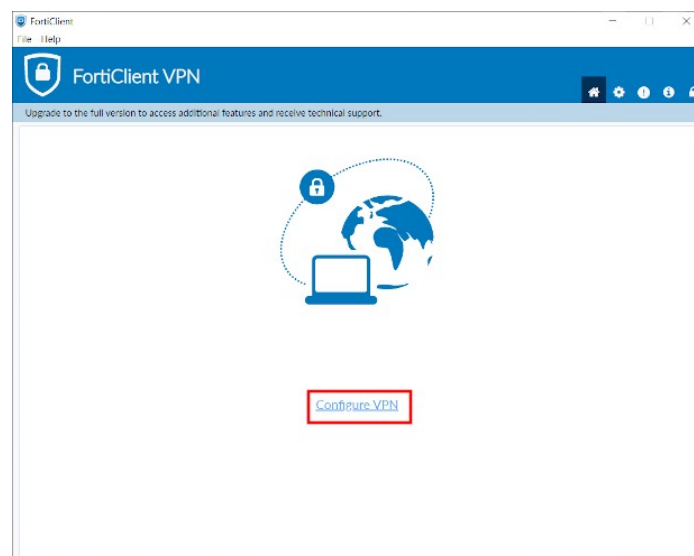 FortiClient
File Help
FortiClient VPN
Upgrade to the full version to access additional features and receive technical support.
Configure VPN